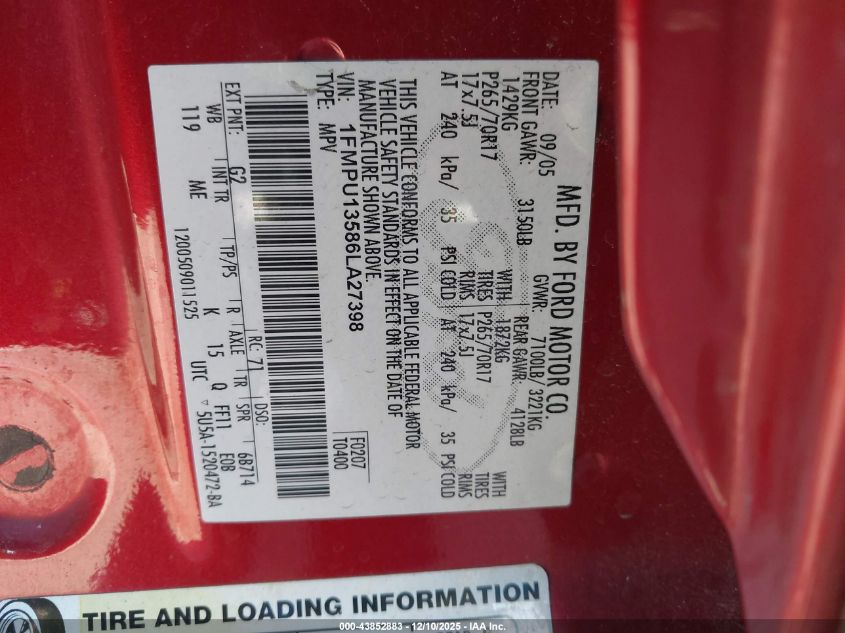 MFD. BY FORD MOTOR CO.
DATE: 09/05 GVWR: 7100LB/3221KG
FRONT GAWR: 3150LB REAR GAWR: 4128LB
1429KG WITH 1872KG WITH
P265/70R17 TIRES P265/70R17 TIRES
17x7.5J RIMS 17x7.5J RIMS
AT 240 kPa/ 35 PSI COLD AT 240 kPa/ 35 PSI COLD
THIS VEHICLE CONFORMS TO ALL APPLICABLE FEDERAL MOTOR
VEHICLE SAFETY STANDARDS IN EFFECT ON THE DATE OF
MANUFACTURE SHOWN ABOVE.
VIN: 1FMPU13586LA27398 F0207
TYPE: MPV T0400
EXT PNT: G2 RC: 71 DSO:
WB INT TR TP/PS R AXLE TR SPR 6B714
119 ME K 15 Q FF11 EOB
1200509011525 UTC ▽ 5U5A-1520472-BA
TIRE AND LOADING INFORMATION
000-43852883 - 12/10/2025 - IAA Inc.